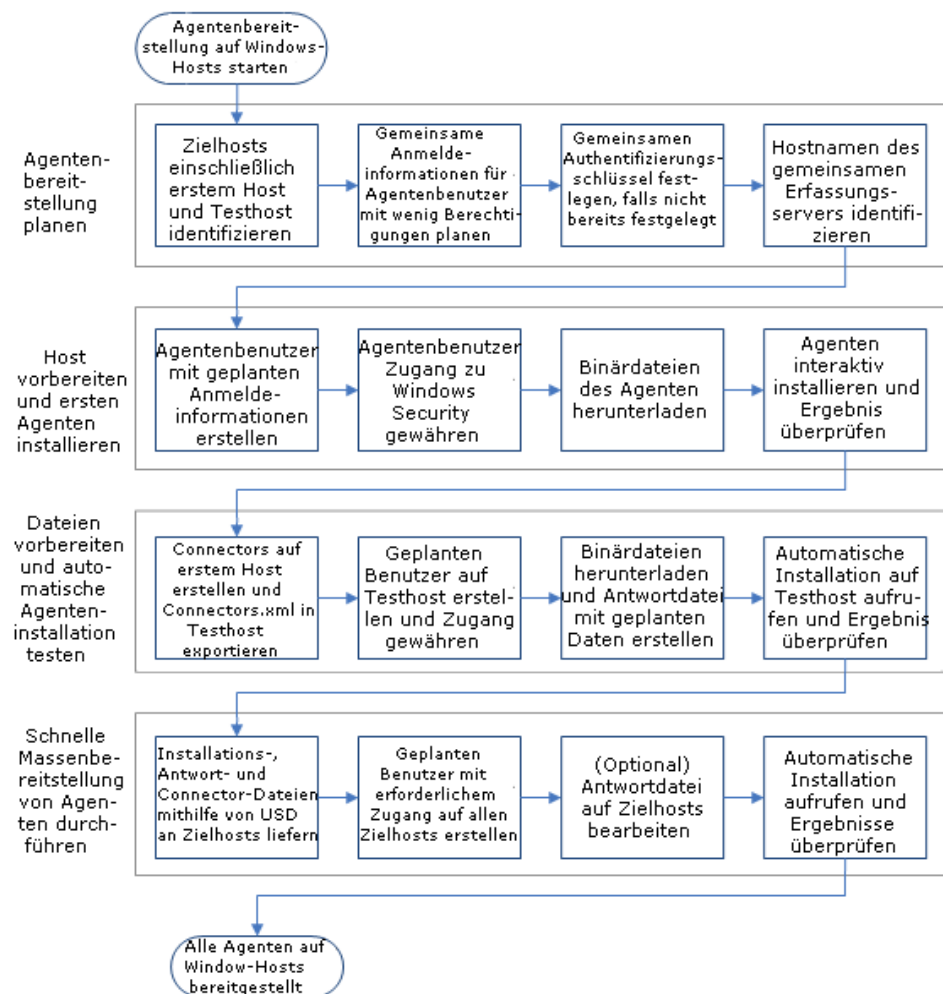 Agentenbereit-
stellung auf Windows-
Hosts starten
Agenten-
bereit-
stellung
planen
Zielhosts
einschließlich
erstem Host
und Testhost
identifizieren
Gemeinsame
Anmelde-
informationen für
Agentenbenutzer
mit wenig Berechti-
gungen planen
Gemeinsamen
Authentifizierungs-
schlüssel fest-
legen, falls nicht
bereits festgelegt
Hostnamen des
gemeinsamen
Erfassungs-
servers identifi-
zieren
Host
vorbereiten
und ersten
Agenten
installieren
Agentenbenutzer
mit geplanten
Anmelde-
informationen
erstellen
Agentenbenutzer
Zugang zu
Windows
Security
gewähren
Binärdateien
des Agenten
herunterladen
Agenten
interaktiv
installieren und
Ergebnis
überprüfen
Dateien
vorbereiten
und auto-
matische
Agenten-
installation
testen
Connectors auf
erstem Host
erstellen und
Connectors.xml in
Testhost
exportieren
Geplanten
Benutzer auf
Testhost erstel-
len und Zugang
gewähren
Binärdateien
herunterladen
und Antwortdatei
mit geplanten
Daten erstellen
Automatische
Installation auf
Testhost aufru-
fen und Ergebnis
überprüfen
Schnelle
Massenbe-
reitstellung
von Agen-
ten durch-
führen
Installations-,
Antwort- und
Connector-Dateien
mithilfe von USD
an Zielhosts liefern
Geplanten
Benutzer mit
erforderlichem
Zugang auf allen
Zielhosts erstellen
(Optional)
Antwortdatei
auf Zielhosts
bearbeiten
Automatische
Installation
aufrufen und
Ergebnisse
überprüfen
Alle Agenten auf
Window-Hosts
bereitgestellt